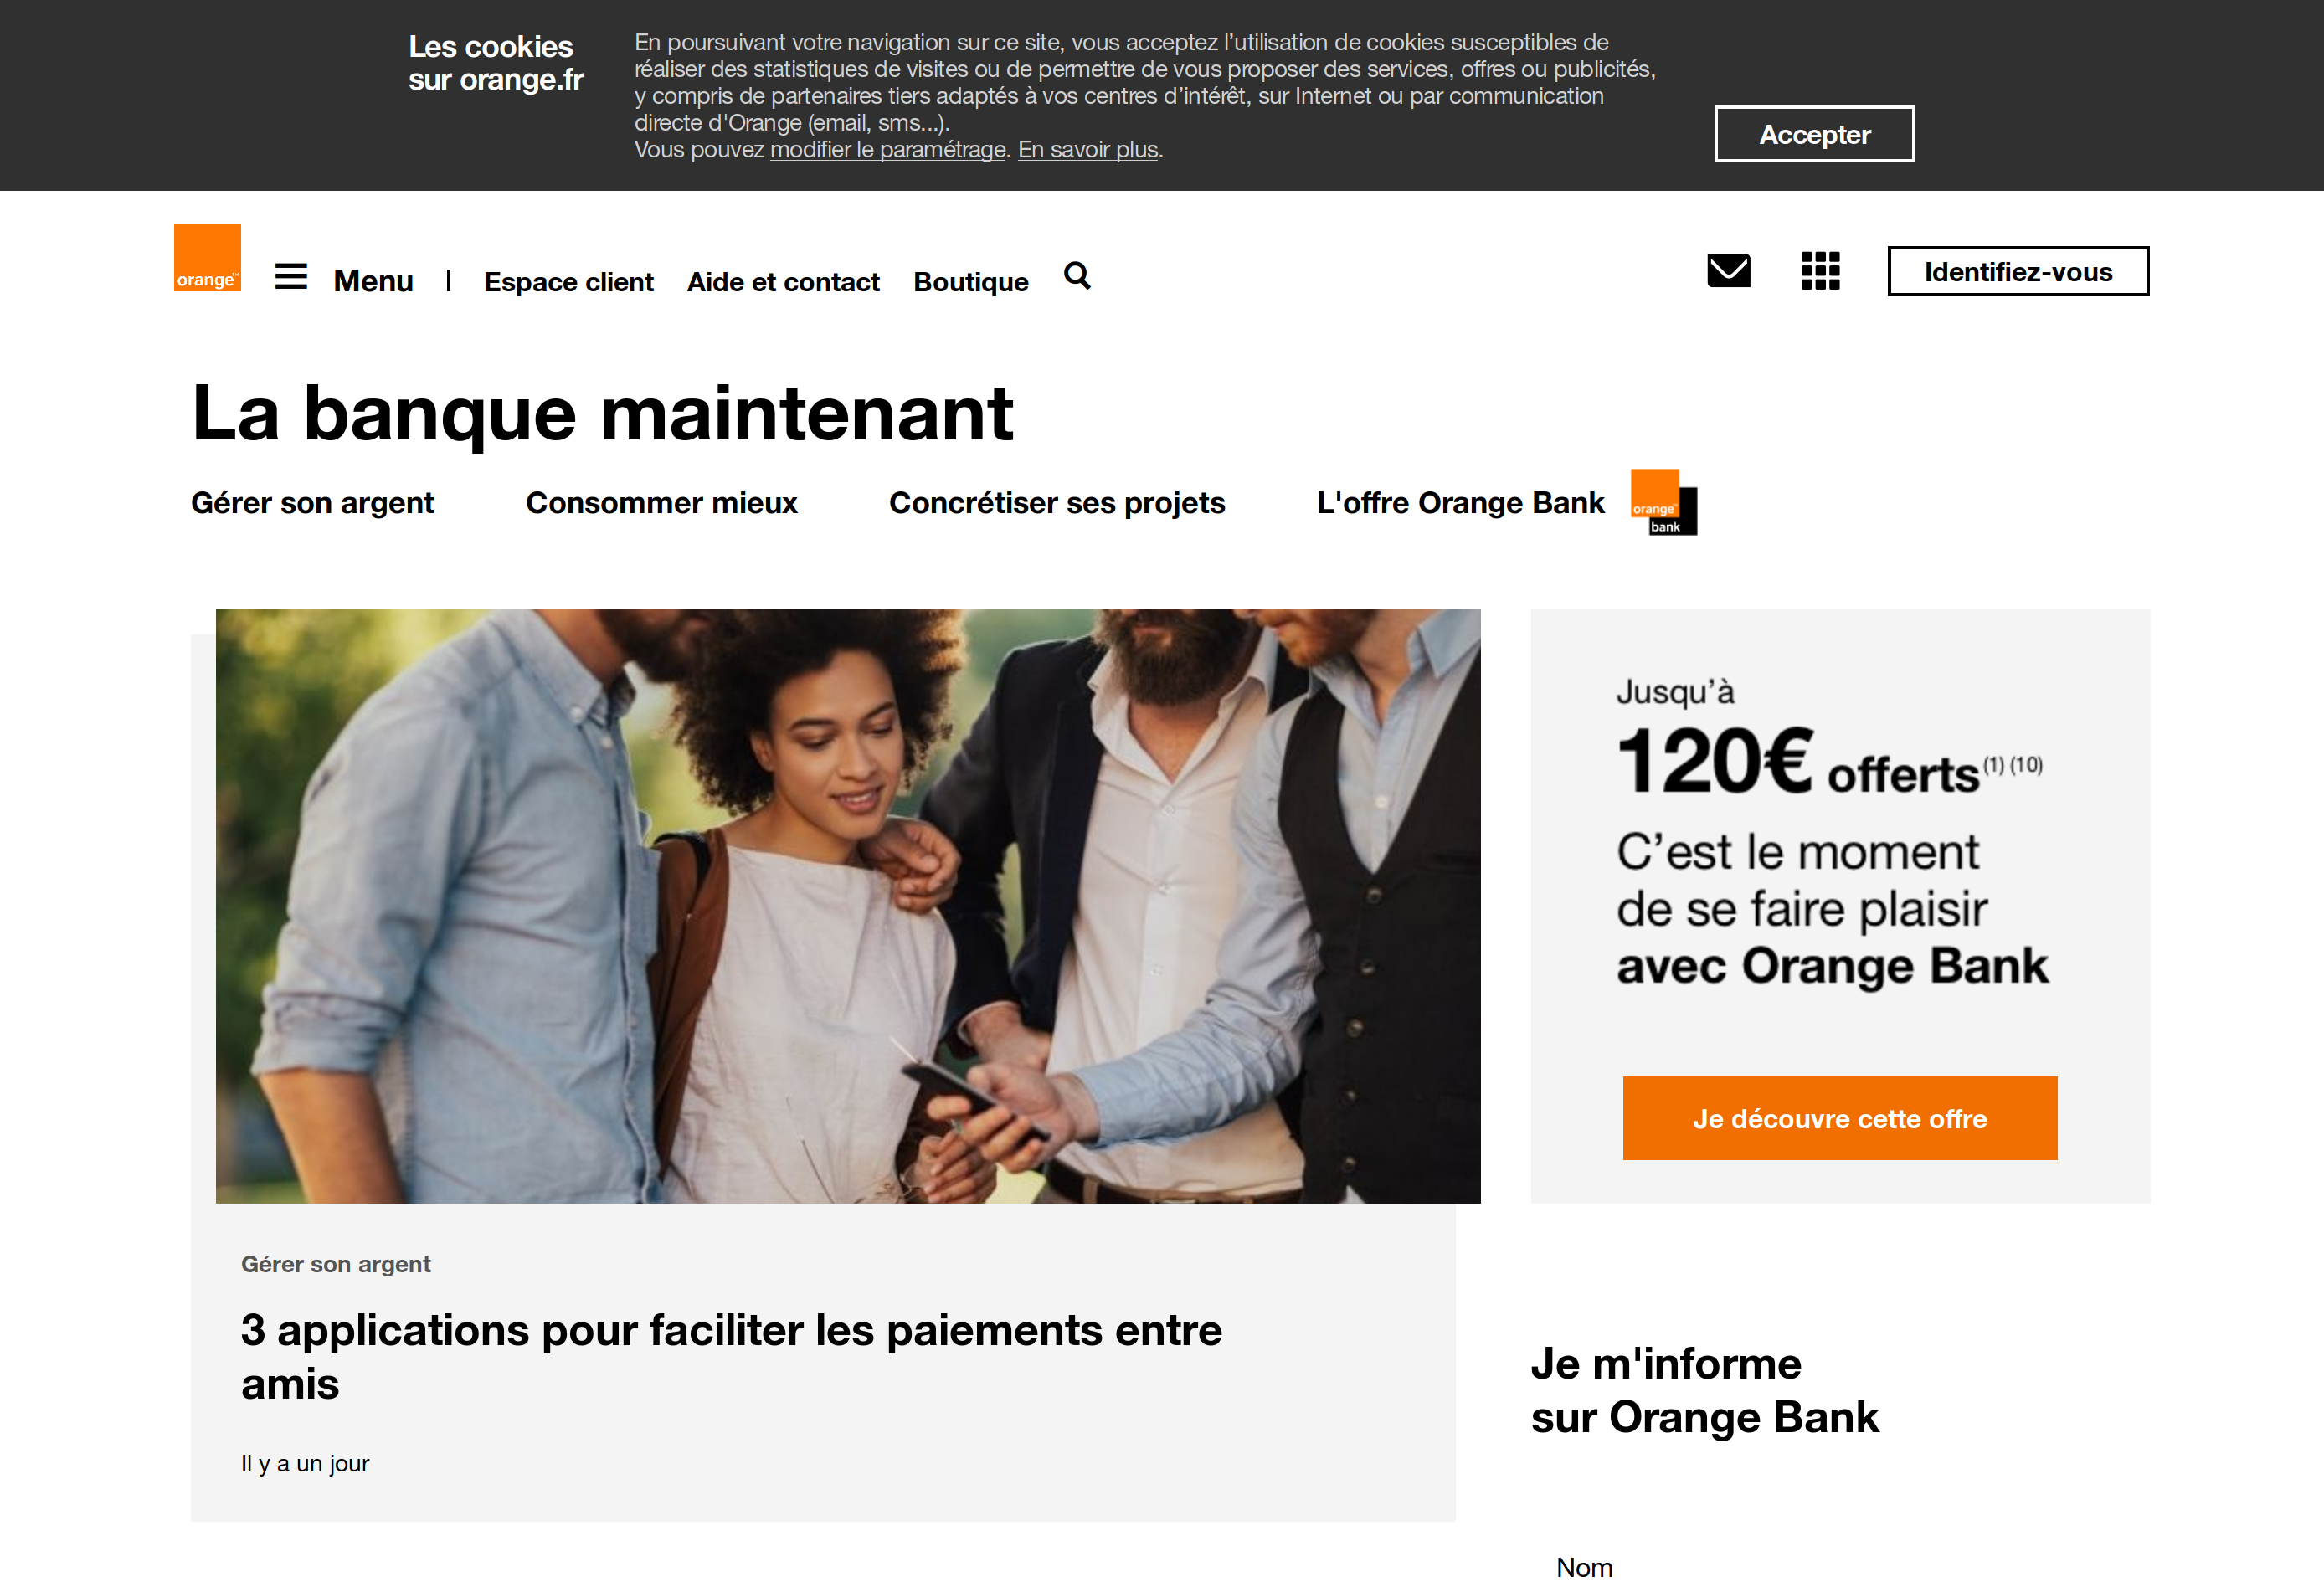 Les cookies
sur orange.fr
En poursuivant votre navigation sur ce site, vous acceptez l’utilisation de cookies susceptibles de
réaliser des statistiques de visites ou de permettre de vous proposer des services, offres ou publicités,
y compris de partenaires tiers adaptés à vos centres d’intérêt, sur Internet ou par communication
directe d'Orange (email, sms...).
Vous pouvez modifier le paramétrage. En savoir plus.
Accepter
orange™
Menu
Espace client
Aide et contact
Boutique
Identifiez-vous
La banque maintenant
Gérer son argent
Consommer mieux
Concrétiser ses projets
L'offre Orange Bank
orange™
bank
Jusqu’à
120€ offerts (1) (10)
C’est le moment
de se faire plaisir
avec Orange Bank
Je découvre cette offre
Gérer son argent
3 applications pour faciliter les paiements entre
amis
Il y a un jour
Je m'informe
sur Orange Bank
Nom